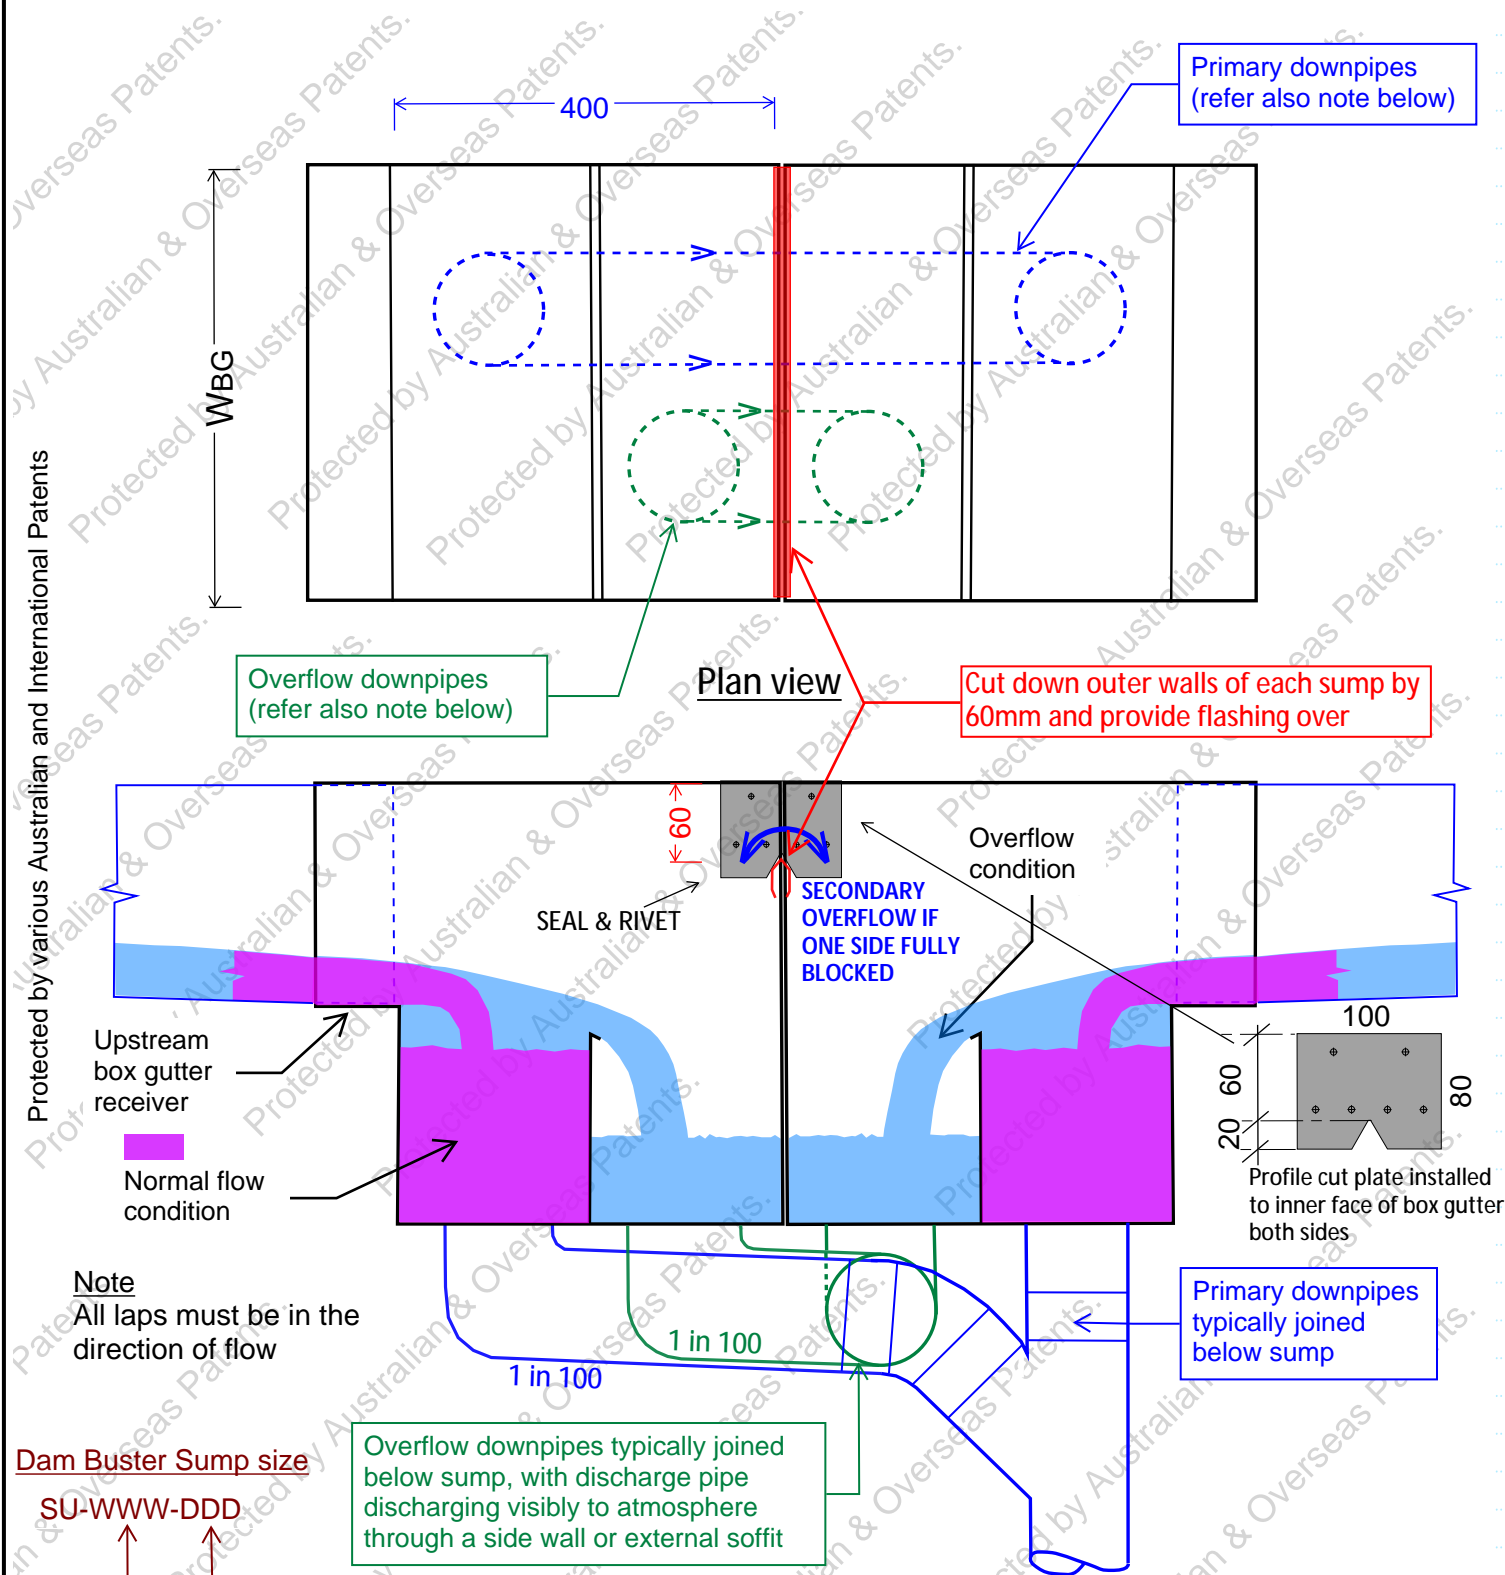 Primary downpipes
(refer also note below)
400
WBG
Protected by various Australian and International Patents
Overflow downpipes
(refer also note below)
Plan view
Cut down outer walls of each sump by
60mm and provide flashing over
60
SEAL & RIVET
SECONDARY
OVERFLOW IF
ONE SIDE FULLY
BLOCKED
Overflow
condition
Upstream
box gutter
receiver
Normal flow
condition
100
60
20
80
Profile cut plate installed
to inner face of box gutter
both sides
Note
All laps must be in the
direction of flow
1 in 100
1 in 100
Primary downpipes
typically joined
below sump
Overflow downpipes typically joined
below sump, with discharge pipe
discharging visibly to atmosphere
through a side wall or external soffit
Dam Buster Sump size
SU-WWW-DDD
Protected by Australian & Overseas Patents.